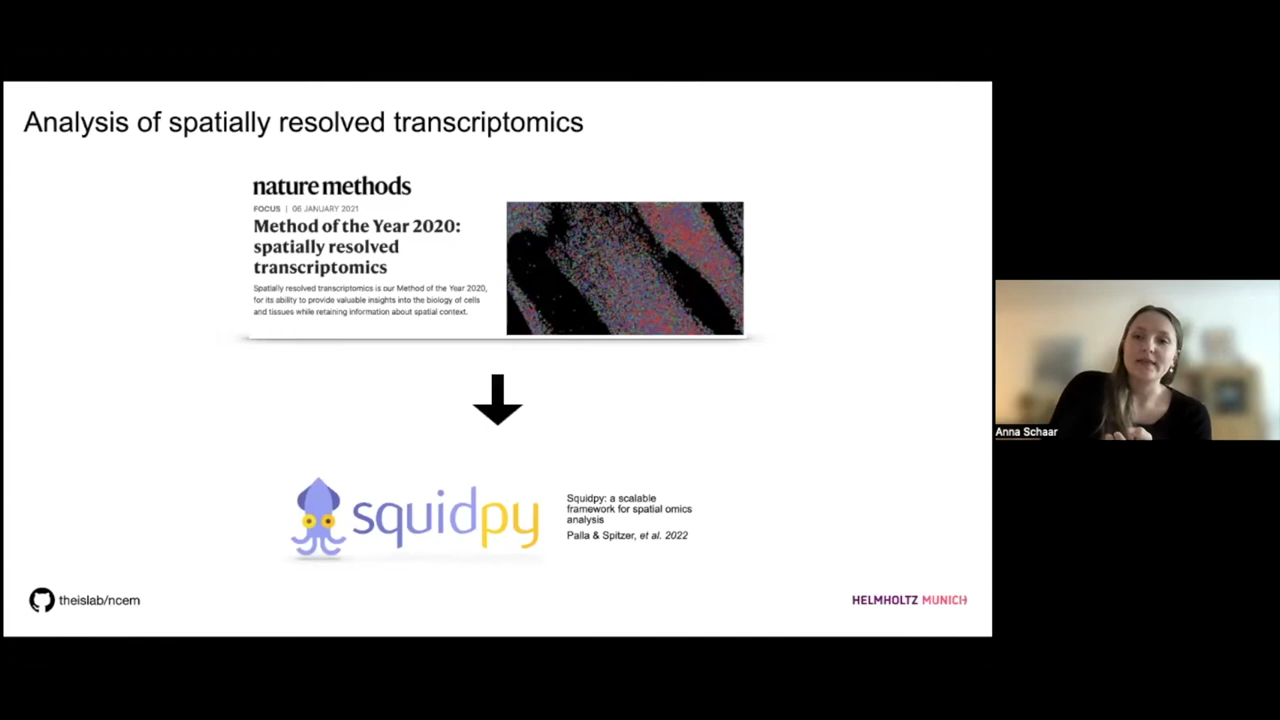 Analysis of spatially resolved transcriptomics
nature methods
FOCUS | 06 JANUARY 2021
Method of the Year 2020:
spatially resolved
transcriptomics
Spatially resolved transcriptomics is our Method of the Year 2020,
for its ability to provide valuable insights into the biology of cells
and tissues while retaining information about spatial context.
squidpy
Squidpy: a scalable
framework for spatial omics
analysis
Palla & Spitzer, et al. 2022
theislab/ncem
HELMHOLTZ MUNICH
Anna Schaar